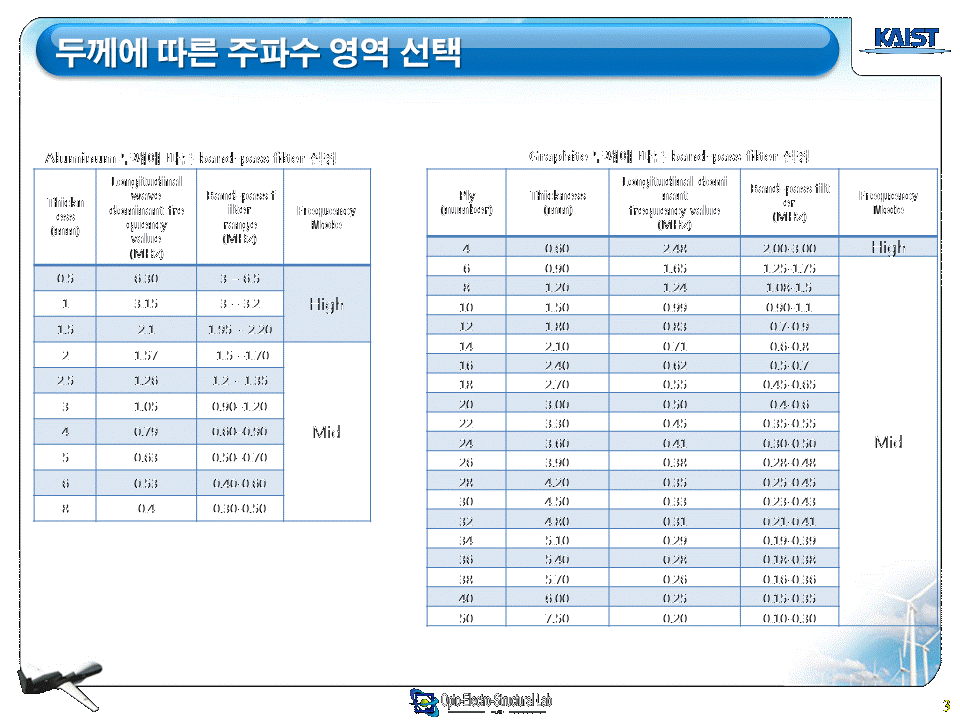 두께에 따른 주파수 영역 선택
KAIST
Aluminum 두께에 따른 band-pass filter 선정
Thickn
ess
(mm)
Longitudinal
wave
dominant fre
quency
value
(MHz)
Band-pass f
ilter
range
(MHz)
Frequency
Mode
0.5 6.30 3 ~ 6.5
High
1 3.15 3 ~ 3.2
1.5 2.1 1.95 ~ 2.20
2 1.57 1.5 ~1.70
2.5 1.26 1.2 ~ 1.35
3 1.05 0.90~1.20
4 0.79 0.60~0.90
Mid
5 0.63 0.50~0.70
6 0.53 0.40~0.60
8 0.4 0.30~0.50
Graphite 두께에 따른 band-pass filter 선정
Ply
(number)
Thickness
(mm)
Longitudinal domi
nant
frequency value
(MHz)
Band-pass filt
er
(MHz)
Frequency
Mode
4 0.60 2.48 2.00-3.00 High
6 0.90 1.65 1.25-1.75
8 1.20 1.24 1.08-1.5
10 1.50 0.99 0.90-1.1
12 1.80 0.83 0.7-0.9
14 2.10 0.71 0.6-0.8
16 2.40 0.62 0.5-0.7
18 2.70 0.55 0.45-0.65
20 3.00 0.50 0.4-0.6
22 3.30 0.45 0.35-0.55
24 3.60 0.41 0.30-0.50
Mid
26 3.90 0.38 0.28-0.48
28 4.20 0.35 0.25-0.45
30 4.50 0.33 0.23-0.43
32 4.80 0.31 0.21-0.41
34 5.10 0.29 0.19-0.39
36 5.40 0.28 0.18-0.38
38 5.70 0.26 0.16-0.36
40 6.00 0.25 0.15-0.35
50 7.50 0.20 0.10-0.30
Opto-Electro-Structural Lab
3